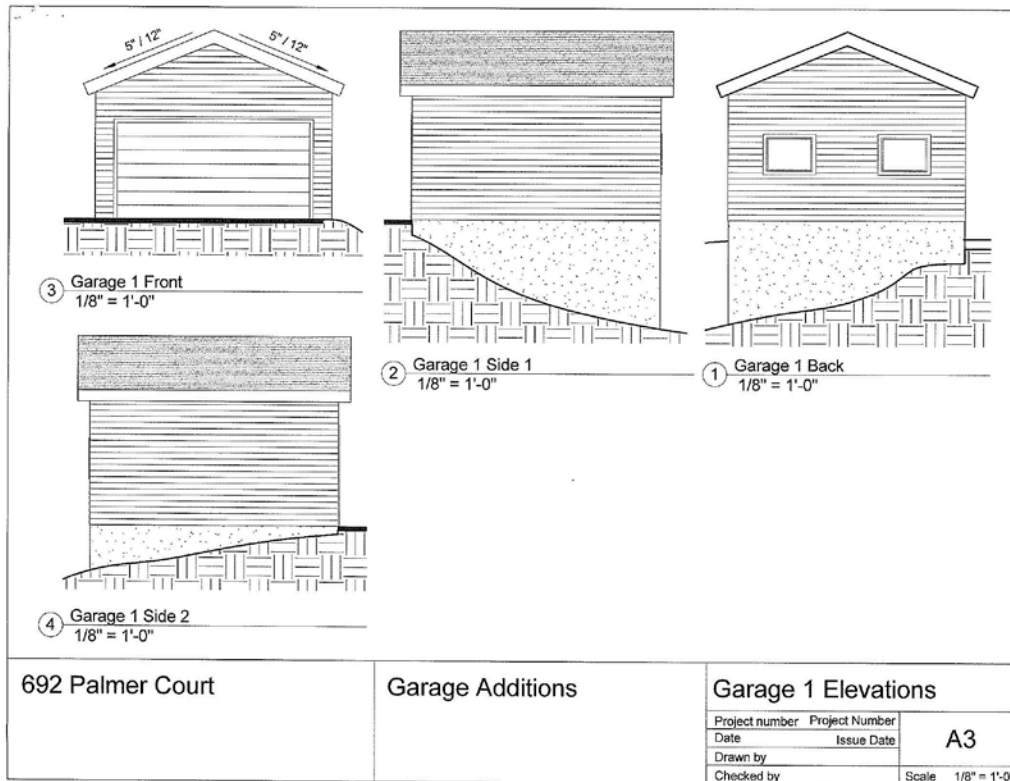 5" / 12"
5" / 12"
3 Garage 1 Front
1/8" = 1'-0"
2 Garage 1 Side 1
1/8" = 1'-0"
1 Garage 1 Back
1/8" = 1'-0"
4 Garage 1 Side 2
1/8" = 1'-0"
692 Palmer Court
Garage Additions
Garage 1 Elevations
Project number Project Number
Date Issue Date
Drawn by
Checked by
A3
Scale 1/8" = 1'-0